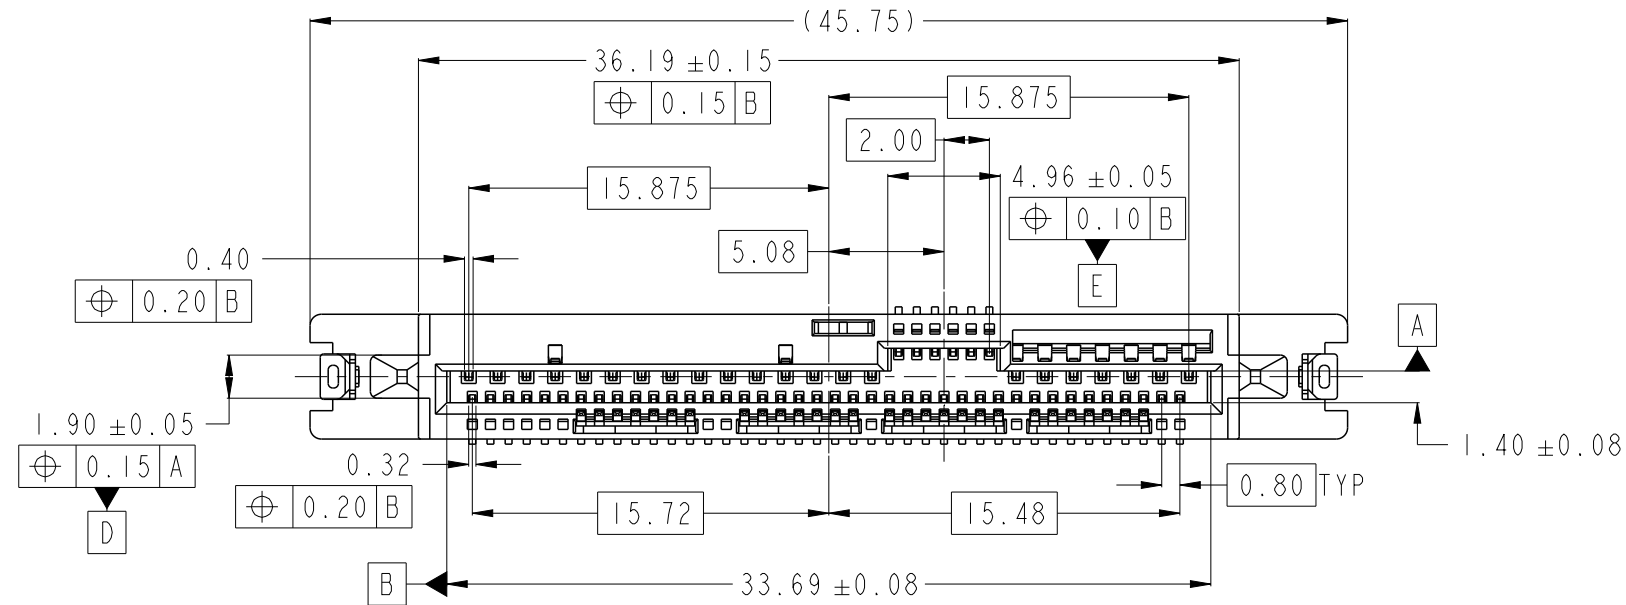 (45.75)
36.19 ±0.15
⌖ 0.15 B
15.875
2.00
15.875
4.96 ±0.05
⌖ 0.10 B
5.08
E
0.40
⌖ 0.20 B
A
1.90 ±0.05
⌖ 0.15 A
D
1.40 ±0.08
0.32
⌖ 0.20 B
0.80 TYP
15.72
15.48
B
33.69 ±0.08